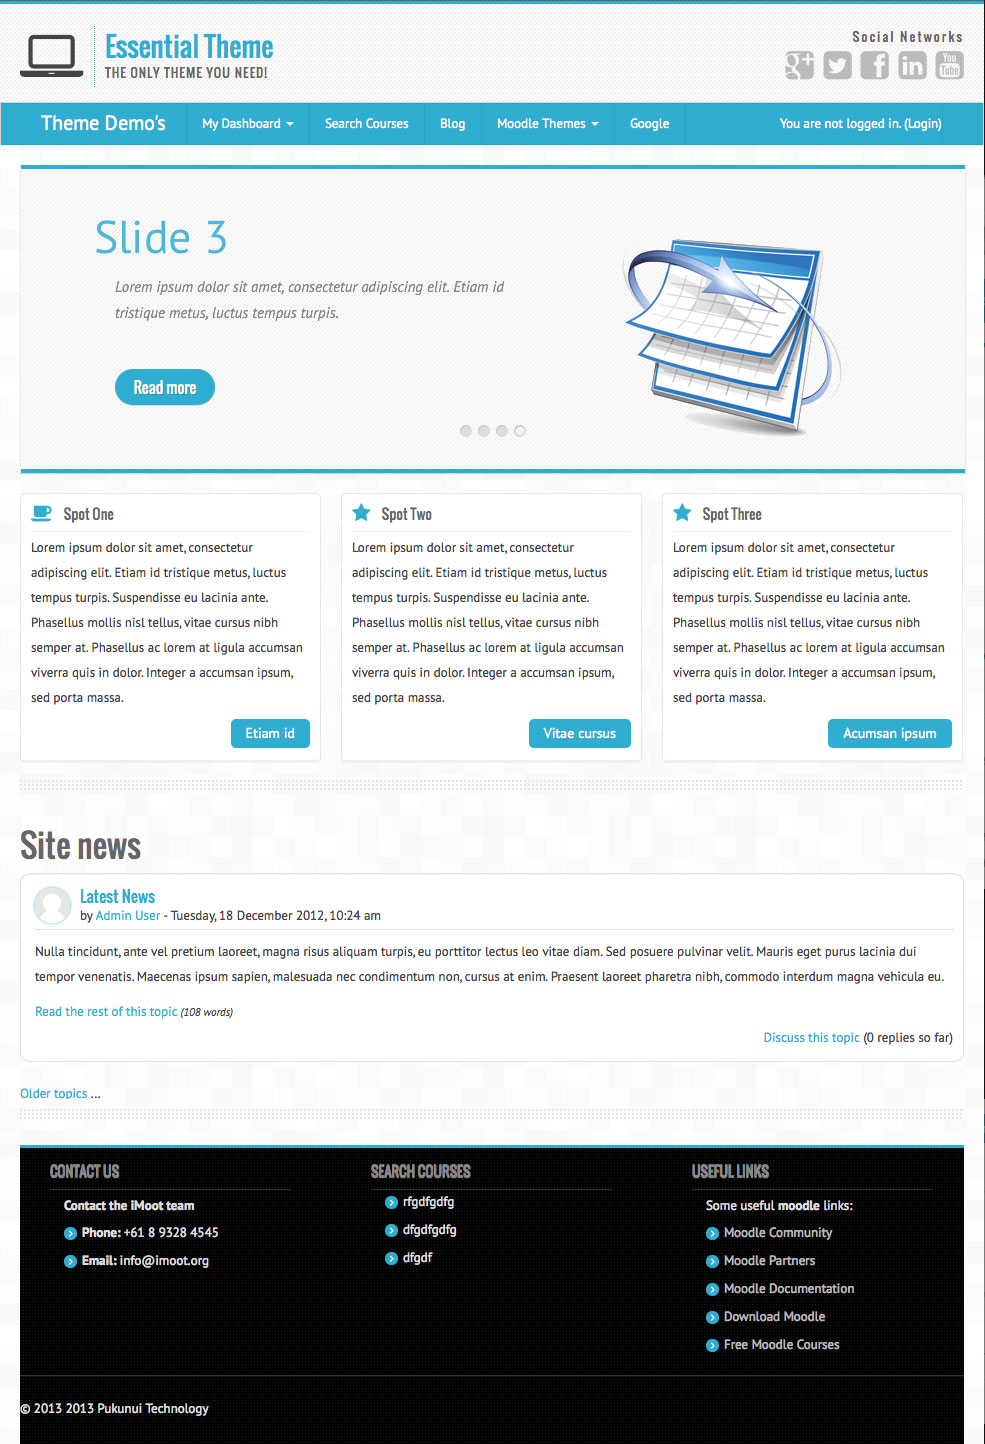 Essential Theme
THE ONLY THEME YOU NEED!
Social Networks
g+ f in You Tube
Theme Demo's My Dashboard Search Courses Blog Moodle Themes Google You are not logged in. (Login)
Slide 3
Lorem ipsum dolor sit amet, consectetur adipiscing elit. Etiam id
tristique metus, luctus tempus turpis.
Read more
Spot One
Lorem ipsum dolor sit amet, consectetur
adipiscing elit. Etiam id tristique metus, luctus
tempus turpis. Suspendisse eu lacinia ante.
Phasellus mollis nisl tellus, vitae cursus nibh
semper at. Phasellus ac lorem at ligula accumsan
viverra quis in dolor. Integer a accumsan ipsum,
sed porta massa.
Etiam id
Spot Two
Lorem ipsum dolor sit amet, consectetur
adipiscing elit. Etiam id tristique metus, luctus
tempus turpis. Suspendisse eu lacinia ante.
Phasellus mollis nisl tellus, vitae cursus nibh
semper at. Phasellus ac lorem at ligula accumsan
viverra quis in dolor. Integer a accumsan ipsum,
sed porta massa.
Vitae cursus
Spot Three
Lorem ipsum dolor sit amet, consectetur
adipiscing elit. Etiam id tristique metus, luctus
tempus turpis. Suspendisse eu lacinia ante.
Phasellus mollis nisl tellus, vitae cursus nibh
semper at. Phasellus ac lorem at ligula accumsan
viverra quis in dolor. Integer a accumsan ipsum,
sed porta massa.
Acumsan ipsum
Site news
Latest News
by Admin User - Tuesday, 18 December 2012, 10:24 am
Nulla tincidunt, ante vel pretium laoreet, magna risus aliquam turpis, eu porttitor lectus leo vitae diam. Sed posuere pulvinar velit. Mauris eget purus lacinia dui
tempor venenatis. Maecenas ipsum sapien, malesuada nec condimentum non, cursus at enim. Praesent laoreet pharetra nibh, commodo interdum magna vehicula eu.
Read the rest of this topic (108 words)
Discuss this topic (0 replies so far)
Older topics ...
CONTACT US
Contact the iMoot team
Phone: +61 8 9328 4545
Email: info@imoot.org
SEARCH COURSES
rfgdfgdfg
dfgdfgdfg
dfgdf
USEFUL LINKS
Some useful moodle links:
Moodle Community
Moodle Partners
Moodle Documentation
Download Moodle
Free Moodle Courses
© 2013 2013 Pukunui Technology